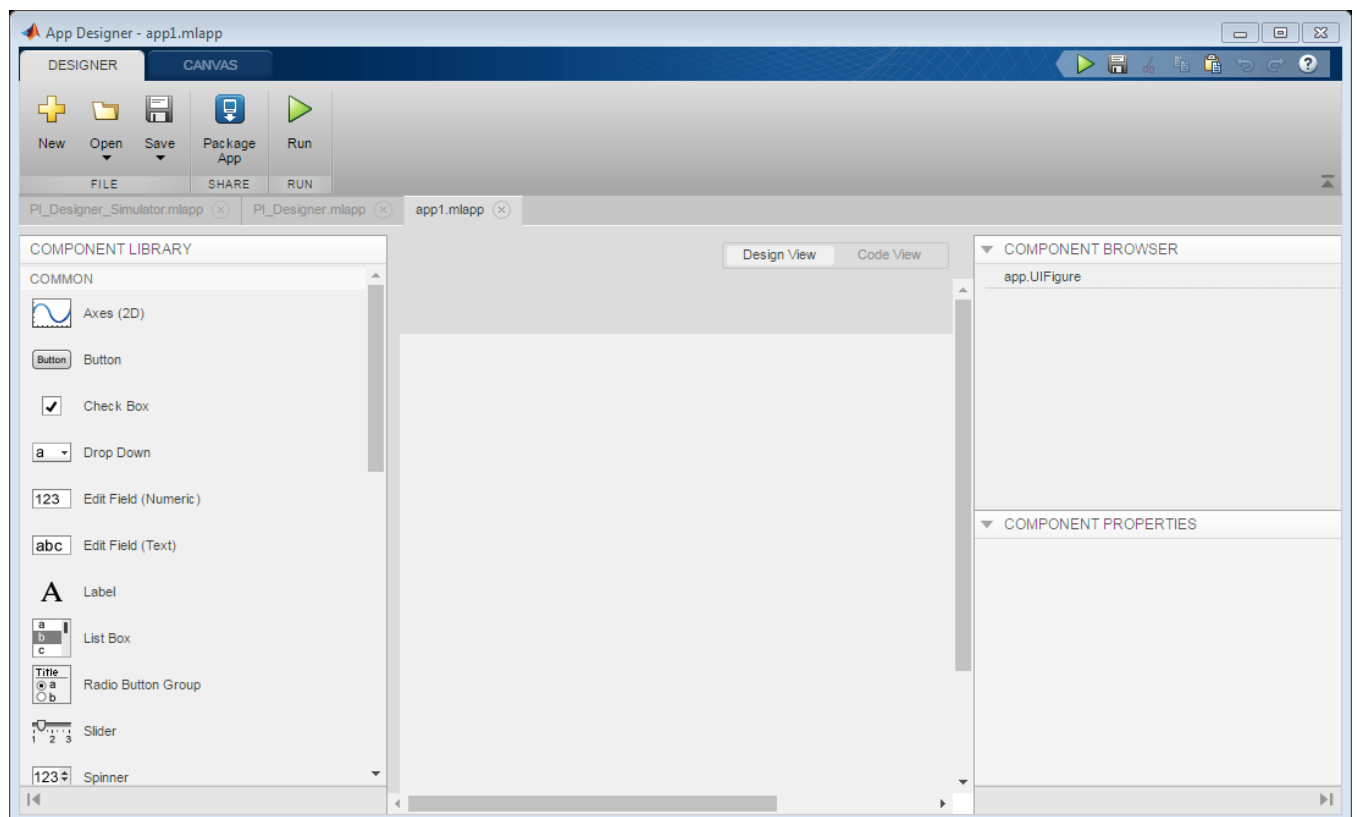 App Designer - app1.mlapp
DESIGNER CANVAS
New Open Save Package App Run
FILE SHARE RUN
PI_Designer_Simulator.mlapp PI_Designer.mlapp app1.mlapp
COMPONENT LIBRARY
COMMON
Axes (2D)
Button Button
Check Box
a Drop Down
123 Edit Field (Numeric)
abc Edit Field (Text)
A Label
a
b List Box
c
Title
a Radio Button Group
b
Slider
1 2 3
123 Spinner
Design View Code View
COMPONENT BROWSER
app.UIFigure
COMPONENT PROPERTIES